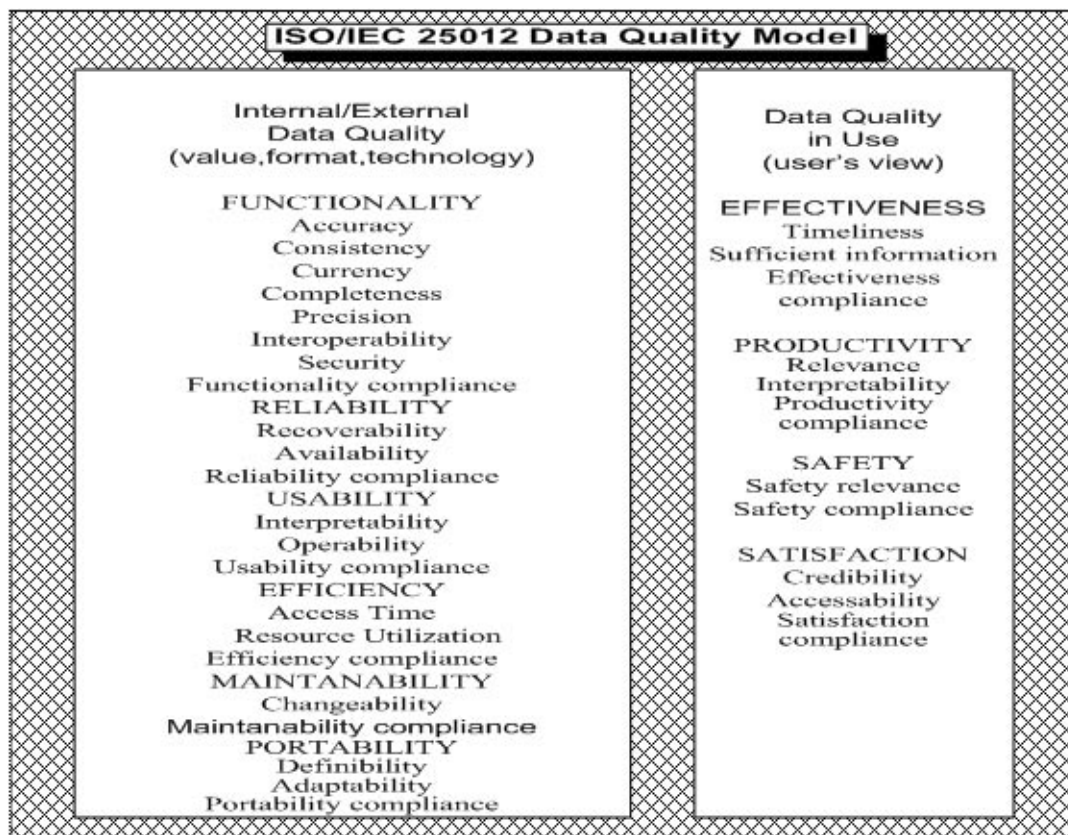 ISO/IEC 25012 Data Quality Model
Internal/External
Data Quality
(value,format,technology)
FUNCTIONALITY
Accuracy
Consistency
Currency
Completeness
Precision
Interoperability
Security
Functionality compliance
RELIABILITY
Recoverability
Availability
Reliability compliance
USABILITY
Interpretability
Operability
Usability compliance
EFFICIENCY
Access Time
Resource Utilization
Efficiency compliance
MAINTANABILITY
Changeability
Maintanability compliance
PORTABILITY
Definibility
Adaptability
Portability compliance
Data Quality
in Use
(user's view)
EFFECTIVENESS
Timeliness
Sufficient information
Effectiveness
compliance
PRODUCTIVITY
Relevance
Interpretability
Productivity
compliance
SAFETY
Safety relevance
Safety compliance
SATISFACTION
Credibility
Accessability
Satisfaction
compliance